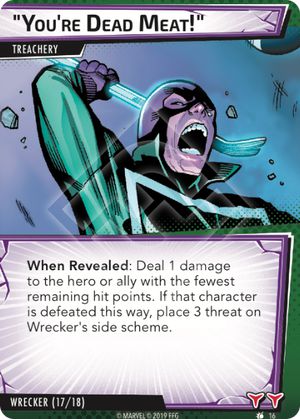 "You're Dead Meat!"
TREACHERY
When Revealed: Deal 1 damage
to the hero or ally with the fewest
remaining hit points. If that character
is defeated this way, place 3 threat on
Wrecker's side scheme.
WRECKER (17/18)
© MARVEL © 2019 FFG
16